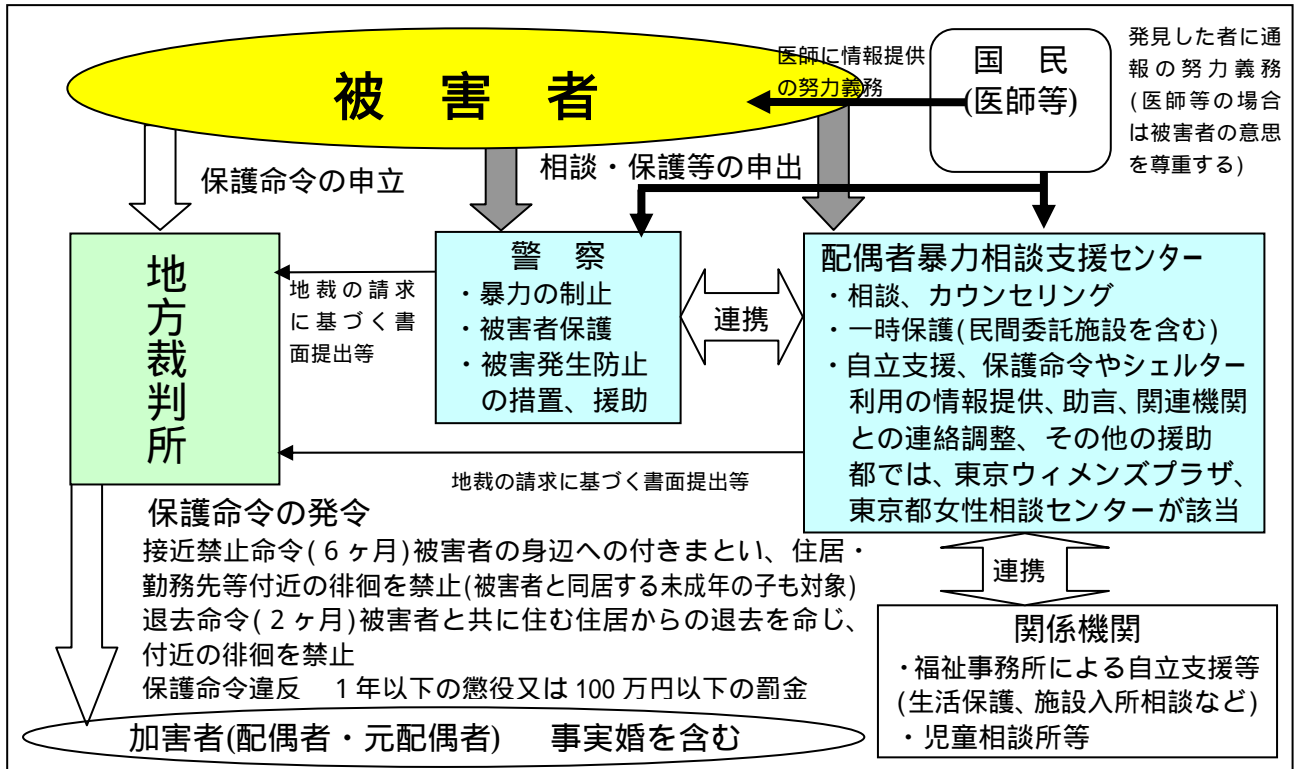 被 害 者
医師に情報提供
の努力義務
国 民
(医師等)
発見した者に通
報の努力義務
(医師等の場合
は被害者の意思
を尊重する)
保護命令の申立
相談・保護等の申出
地方裁判所
地裁の請求
に基づく書
面提出等
警 察
・暴力の制止
・被害者保護
・被害発生防止
の措置、援助
連携
配偶者暴力相談支援センター
・相談、カウンセリング
・一時保護(民間委託施設を含む)
・自立支援、保護命令やシェルター
利用の情報提供、助言、関連機関
との連絡調整、その他の援助
都では、東京ウィメンズプラザ、
東京都女性相談センターが該当
地裁の請求に基づく書面提出等
保護命令の発令
接近禁止命令(6ヶ月)被害者の身辺への付きまとい、住居・
勤務先等付近の徘徊を禁止(被害者と同居する未成年の子も対象)
退去命令(2ヶ月)被害者と共に住む住居からの退去を命じ、
付近の徘徊を禁止
保護命令違反 1年以下の懲役又は100万円以下の罰金
連携
関係機関
・福祉事務所による自立支援等
(生活保護、施設入所相談など)
・児童相談所等
加害者(配偶者・元配偶者) 事実婚を含む